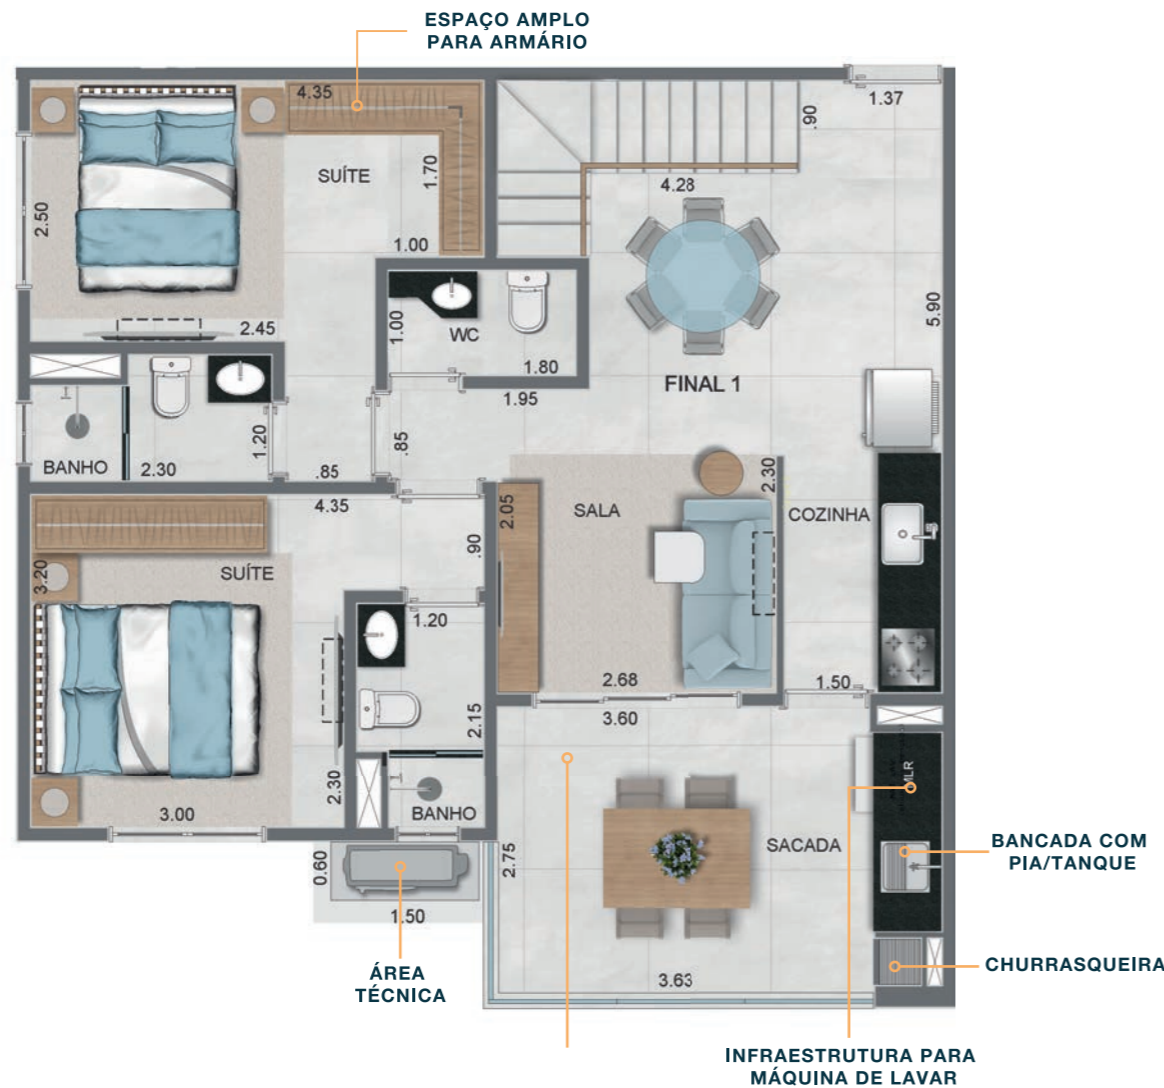 ESPAÇO AMPLO
PARA ARMÁRIO
4.35
1.37
.90
SUÍTE
1.70
4.28
2.50
1.00
2.45
1.00
WC
1.80
5.90
FINAL 1
1.95
BANHO
2.30
1.20
.85
.85
4.35
2.05
SALA
2.30
COZINHA
.90
3.20
SUÍTE
1.20
2.68
1.50
3.60
2.15
MLR
2.30
3.00
BANHO
SACADA
BANCADA COM
PIA/TANQUE
0.60
2.75
1.50
ÁREA
TÉCNICA
3.63
CHURRASQUEIRA
INFRAESTRUTURA PARA
MÁQUINA DE LAVAR